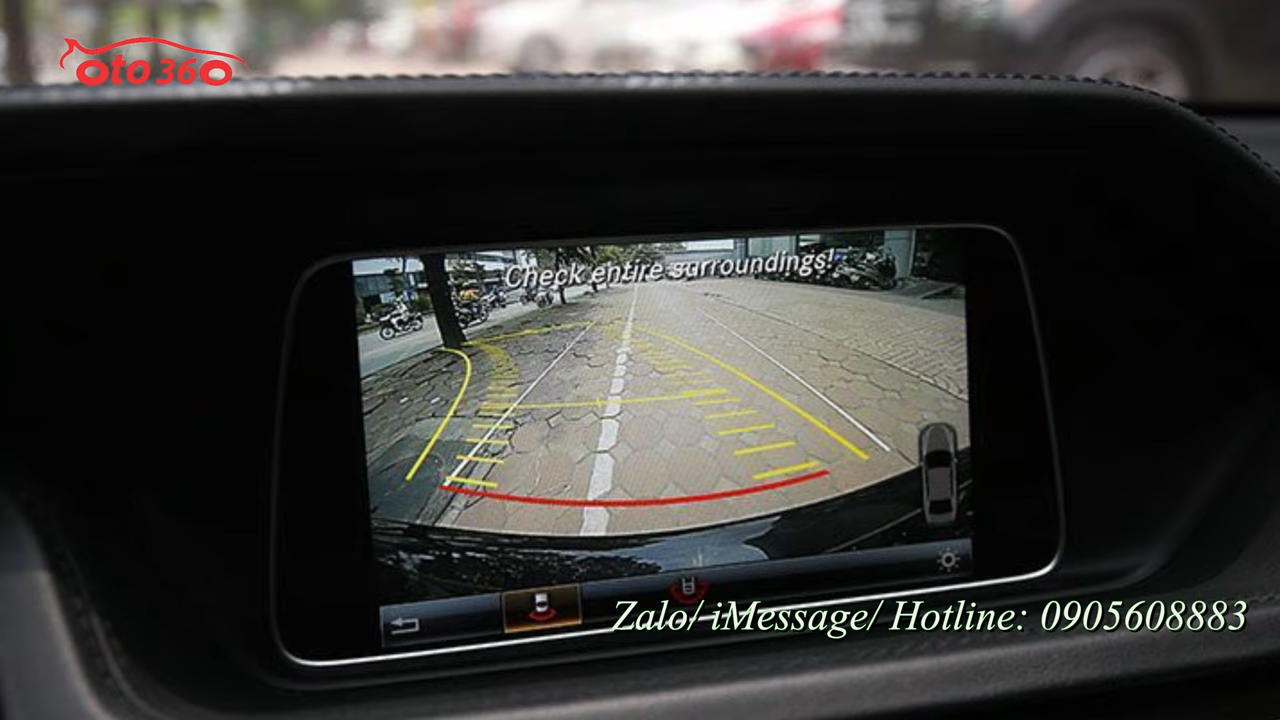 oto360
Check entire surroundings!
Zalo/ iMessage/ Hotline: 0905608883